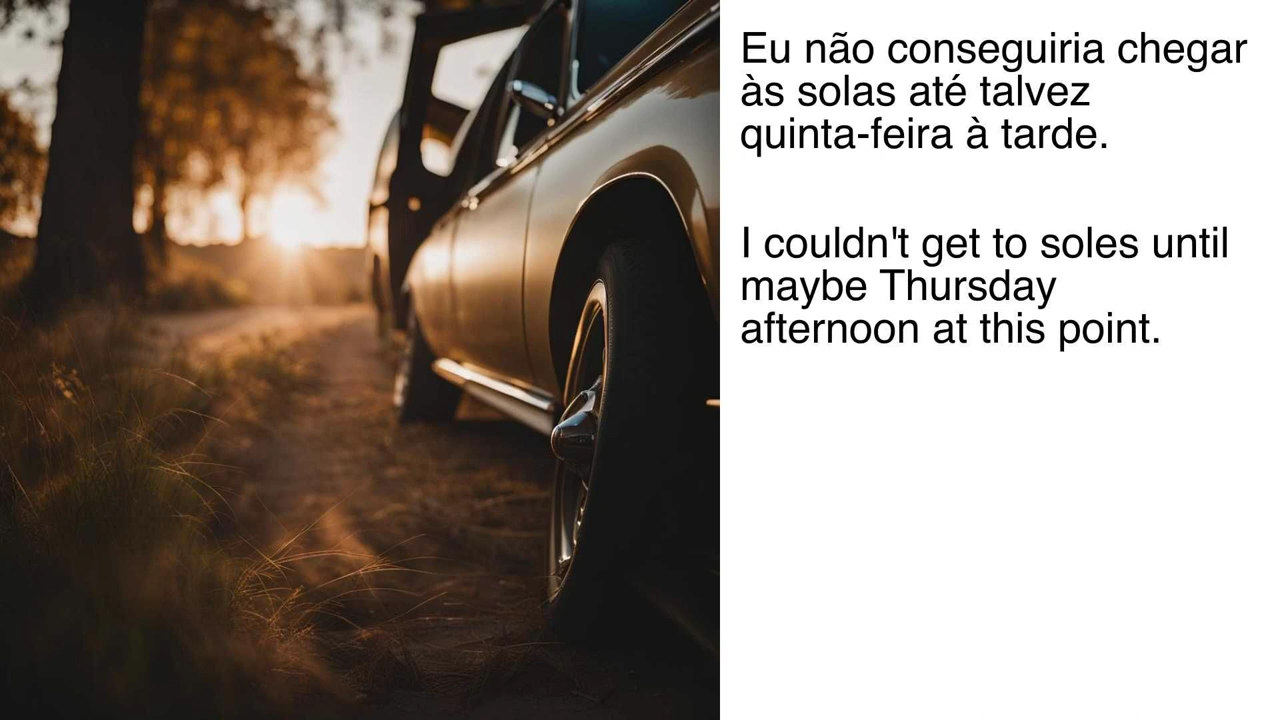 Eu não conseguiria chegar
às solas até talvez
quinta-feira à tarde.
I couldn't get to soles until
maybe Thursday
afternoon at this point.